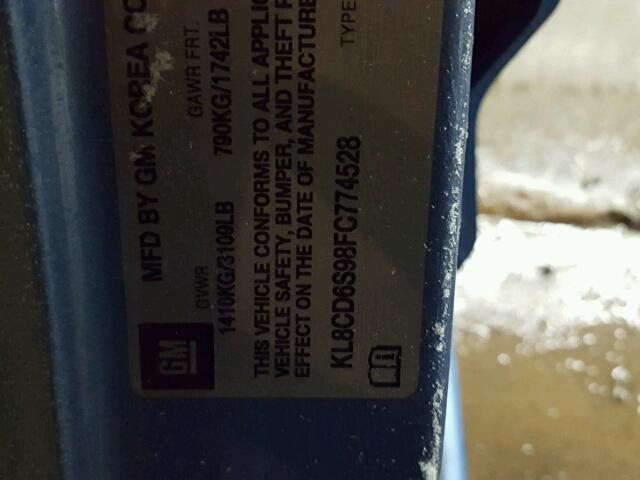 MFD BY GM KOREA CO
GVWR GAWR FRT.
1410KG/3109LB 790KG/1742LB
THIS VEHICLE CONFORMS TO ALL APPLIC
VEHICLE SAFETY, BUMPER, AND THEFT P
EFFECT ON THE DATE OF MANUFACTURE
KL8CD6S98FC774528 TYPE
GM